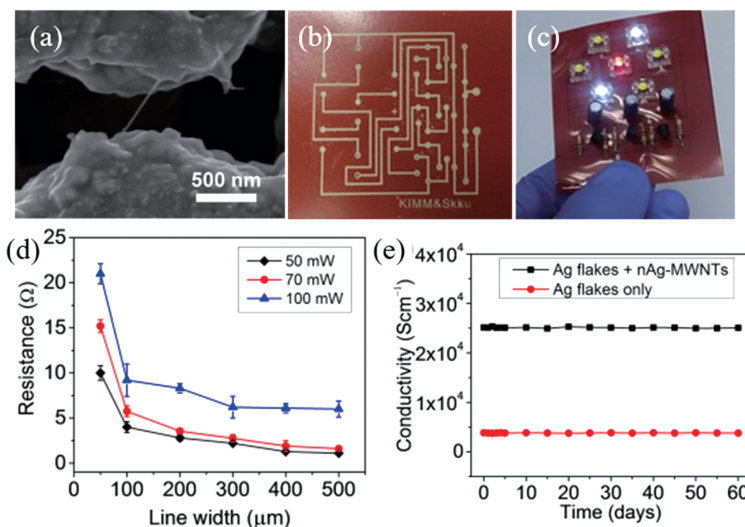 (a)
500 nm
(b)
KIMM&Skku
(c)
(d)
25
20
15
10
5
0
Resistance (Ω)
50 mW
70 mW
100 mW
0 100 200 300 400 500
Line width (μm)
(e)
4x10⁴
3x10⁴
2x10⁴
1x10⁴
0
Conductivity (Scm⁻¹)
Ag flakes + nAg-MWNTs
Ag flakes only
0 10 20 30 40 50 60
Time (days)